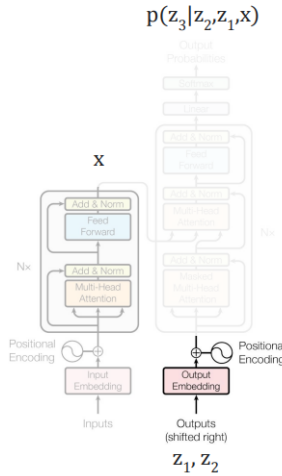 p(z₃|z₂,z₁,x)
Output
Probabilities
Softmax
Linear
Add & Norm
Feed
Forward
Add & Norm
Multi-Head
Attention
N×
Add & Norm
Masked
Multi-Head
Attention
x
Add & Norm
Feed
Forward
N×
Add & Norm
Multi-Head
Attention
Positional
Encoding
Input
Embedding
Inputs
Positional
Encoding
Output
Embedding
Outputs
(shifted right)
z₁, z₂